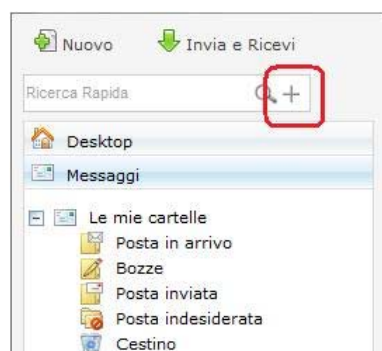 Nuovo Invia e Ricevi
Ricerca Rapida
Desktop
Messaggi
Le mie cartelle
Posta in arrivo
Bozze
Posta inviata
Posta indesiderata
Cestino